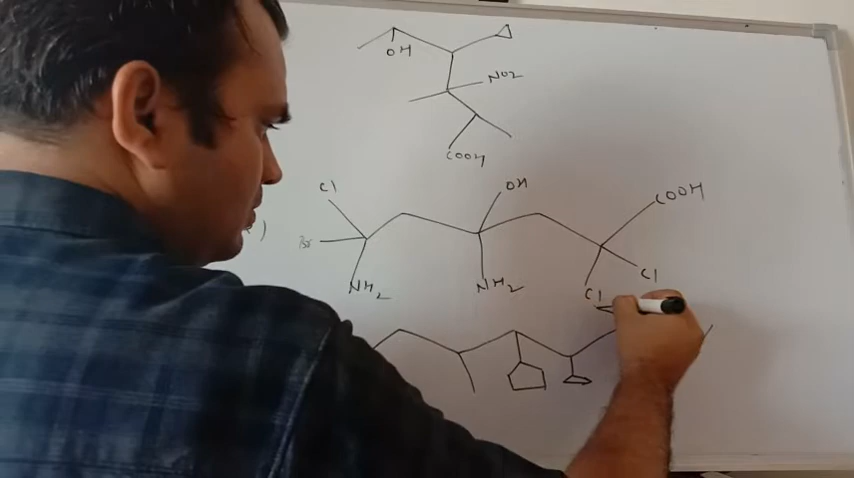 OH
NO2
COOH
)
Cl OH COOH
Br
NH2 NH2 Cl Cl